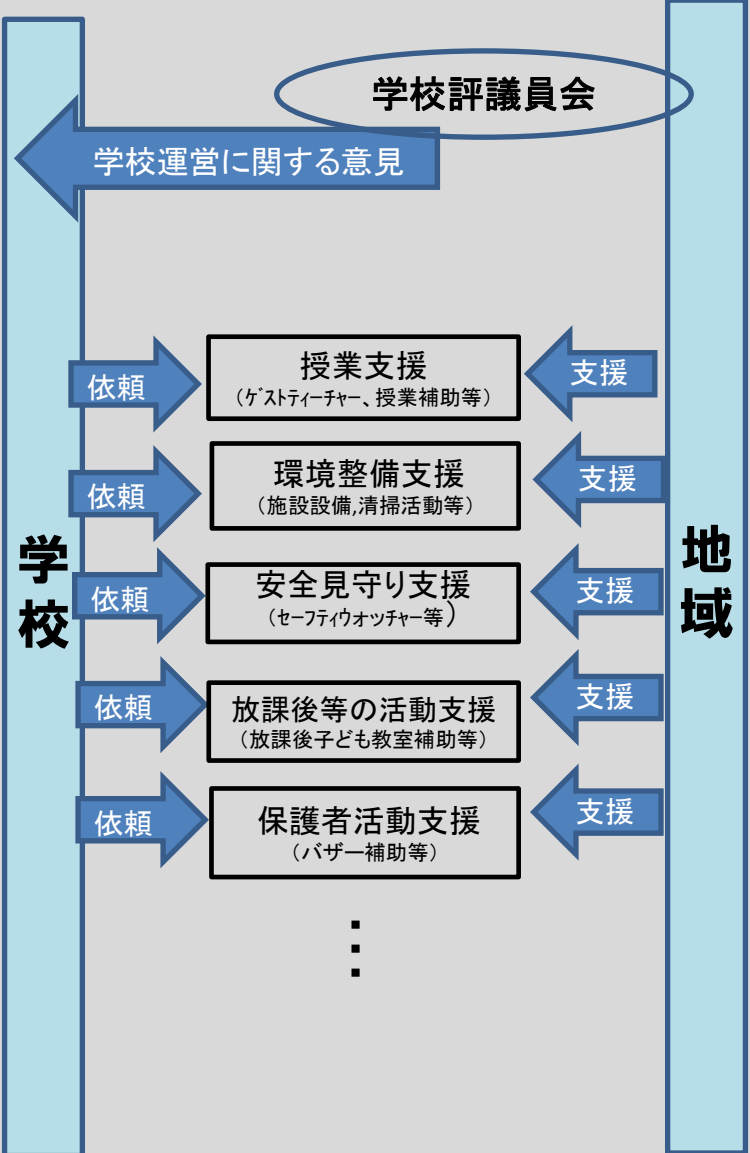 学校評議員会
学校運営に関する意見
学校
地域
依頼
授業支援
（ｹﾞｽﾄﾃｨｰﾁｬｰ、授業補助等）
支援
依頼
環境整備支援
（施設設備,清掃活動等）
支援
依頼
安全見守り支援
（ｾｰﾌﾃｨｳｫｯﾁｬｰ等）
支援
依頼
放課後等の活動支援
（放課後子ども教室補助等）
支援
依頼
保護者活動支援
（バザー補助等）
支援
⋮